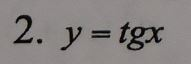 2. y = tgx